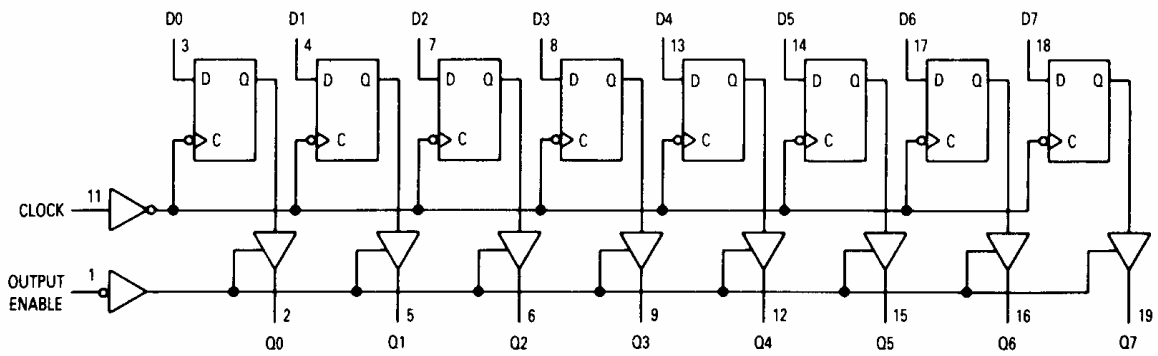 D0 D1 D2 D3 D4 D5 D6 D7
3 4 7 8 13 14 17 18
D Q D Q D Q D Q D Q D Q D Q D Q
C C C C C C C C
11
CLOCK
1
OUTPUT
ENABLE
2 5 6 9 12 15 16 19
Q0 Q1 Q2 Q3 Q4 Q5 Q6 Q7